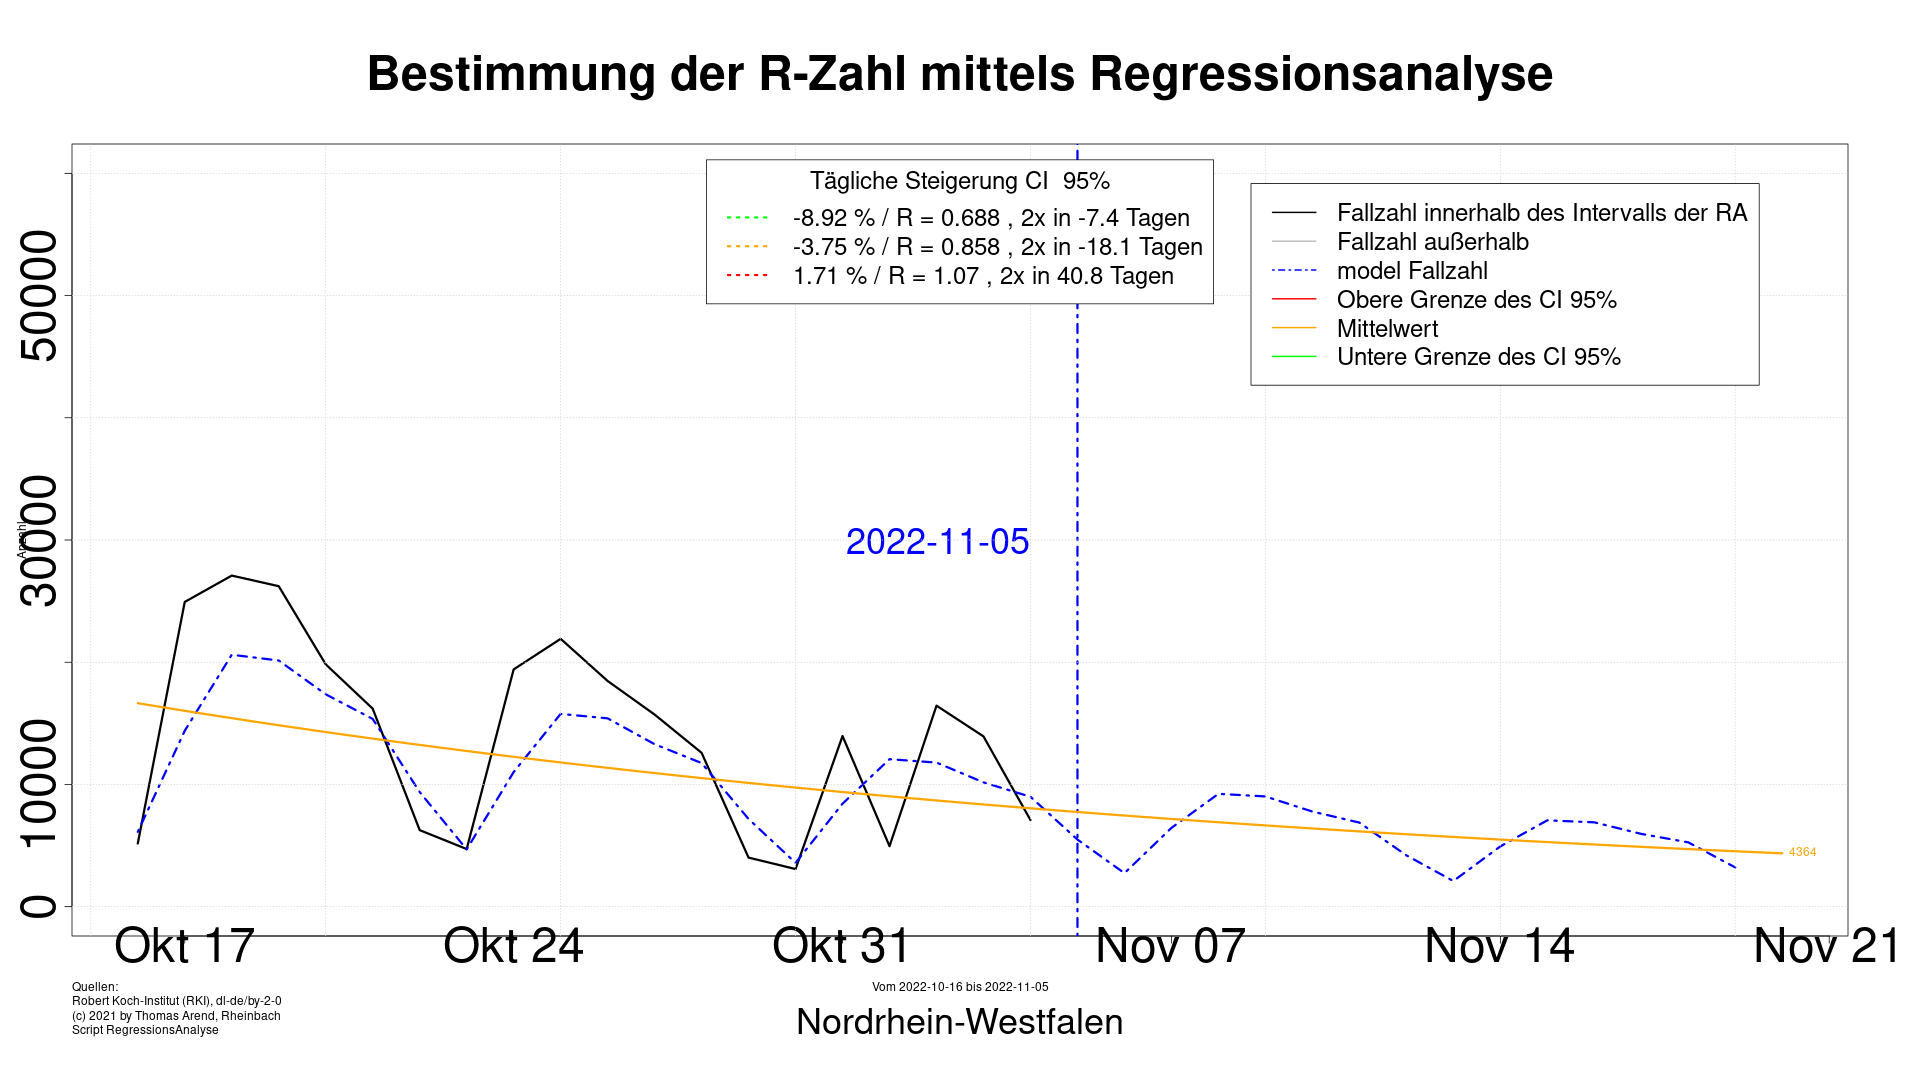 Bestimmung der R-Zahl mittels Regressionsanalyse
Tägliche Steigerung CI  95%
-8.92 % / R = 0.688 , 2x in -7.4 Tagen
-3.75 % / R = 0.858 , 2x in -18.1 Tagen
1.71 % / R = 1.07 , 2x in 40.8 Tagen
Fallzahl innerhalb des Intervalls der RA
Fallzahl außerhalb
model Fallzahl
Obere Grenze des CI 95%
Mittelwert
Untere Grenze des CI 95%
50000
30000
10000
0
Anzahl
2022-11-05
4364
Okt 17
Okt 24
Okt 31
Nov 07
Nov 14
Nov 21
Quellen:
Robert Koch-Institut (RKI), dl-de/by-2-0
(c) 2021 by Thomas Arend, Rheinbach
Script RegressionsAnalyse
Vom 2022-10-16 bis 2022-11-05
Nordrhein-Westfalen